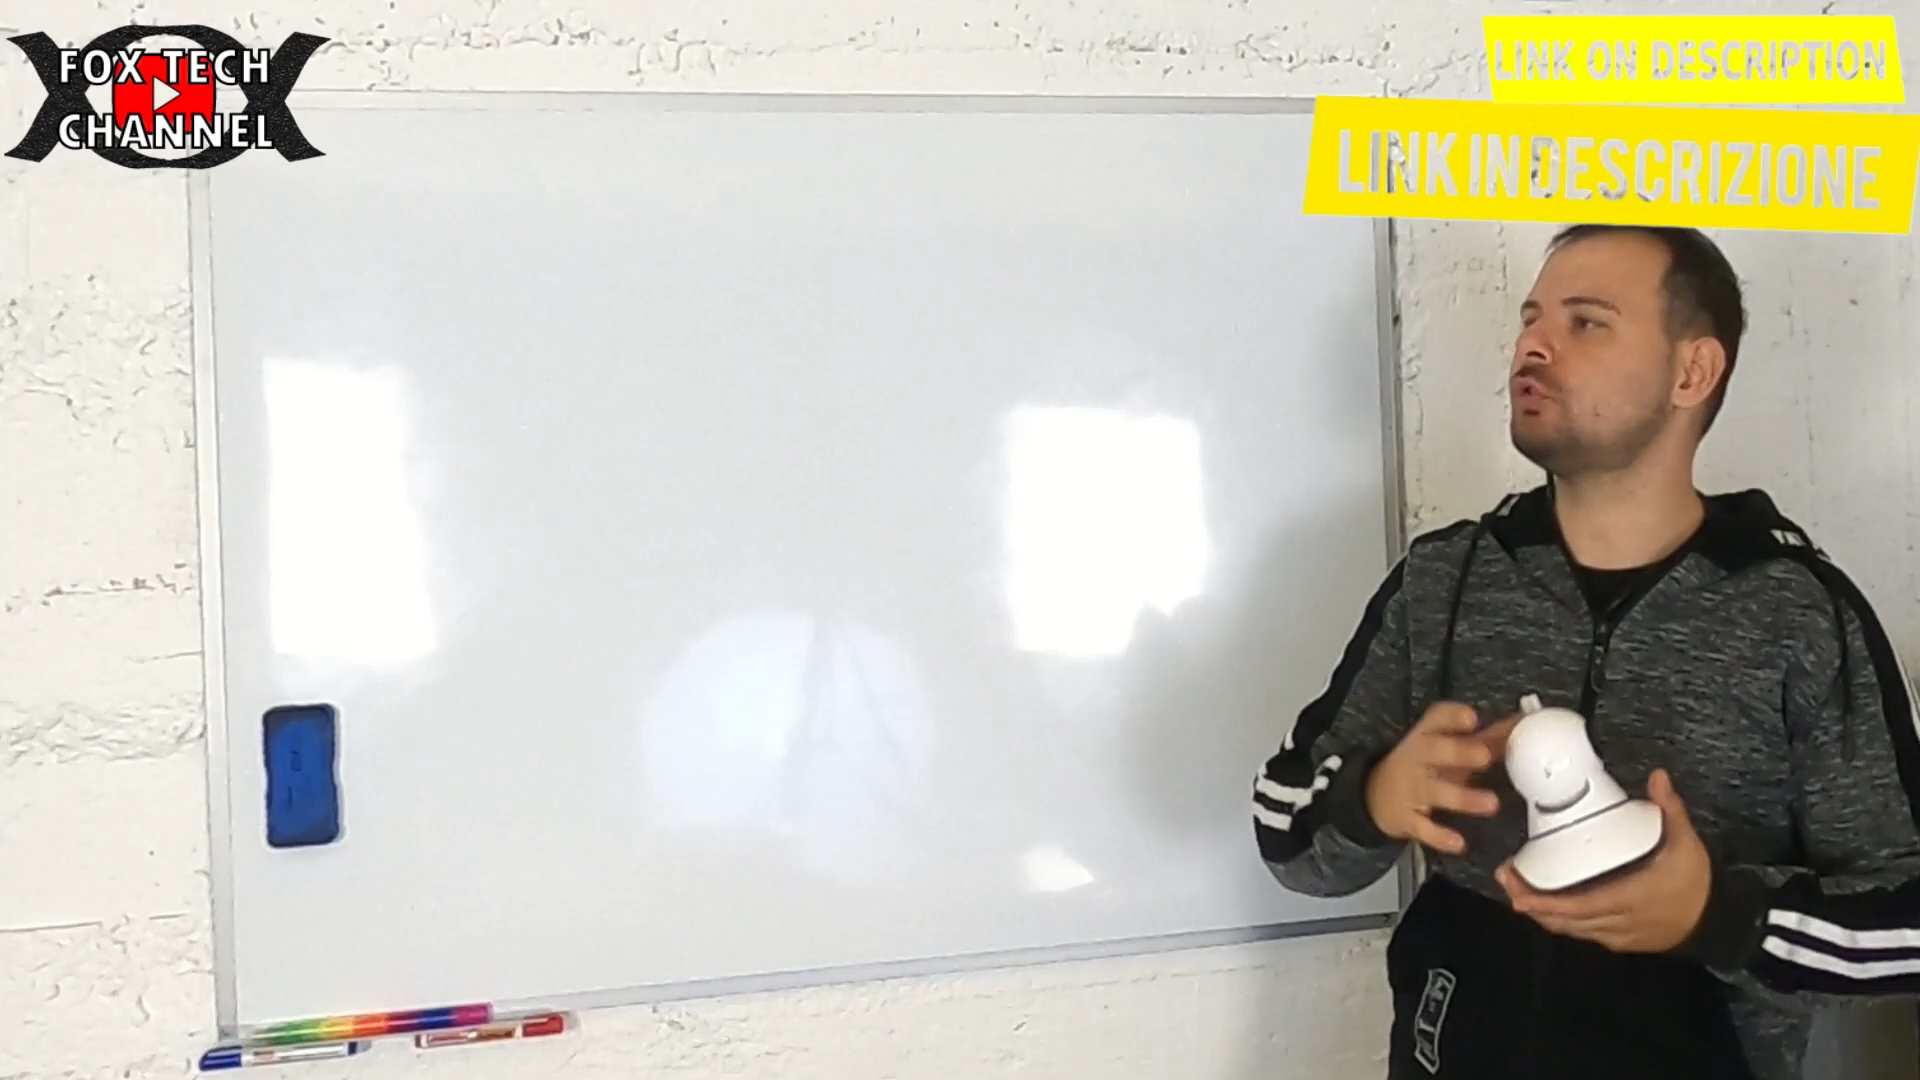 FOX TECH
CHANNEL
LINK ON DESCRIPTION
LINK IN DESCRIZIONE